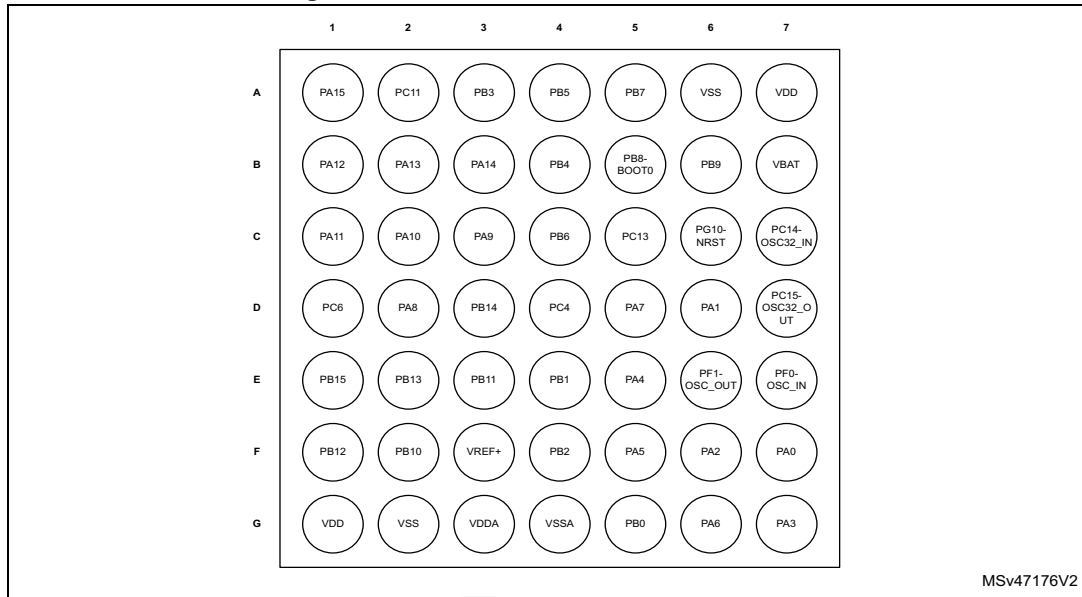 1 2 3 4 5 6 7
A PA15 PC11 PB3 PB5 PB7 VSS VDD
B PA12 PA13 PA14 PB4 PB8-
BOOT0 PB9 VBAT
C PA11 PA10 PA9 PB6 PC13 PG10-
NRST PC14-
OSC32_IN
D PC6 PA8 PB14 PC4 PA7 PA1 PC15-
OSC32_O
UT
E PB15 PB13 PB11 PB1 PA4 PF1-
OSC_OUT PF0-
OSC_IN
F PB12 PB10 VREF+ PB2 PA5 PA2 PA0
G VDD VSS VDDA VSSA PB0 PA6 PA3
MSv47176V2